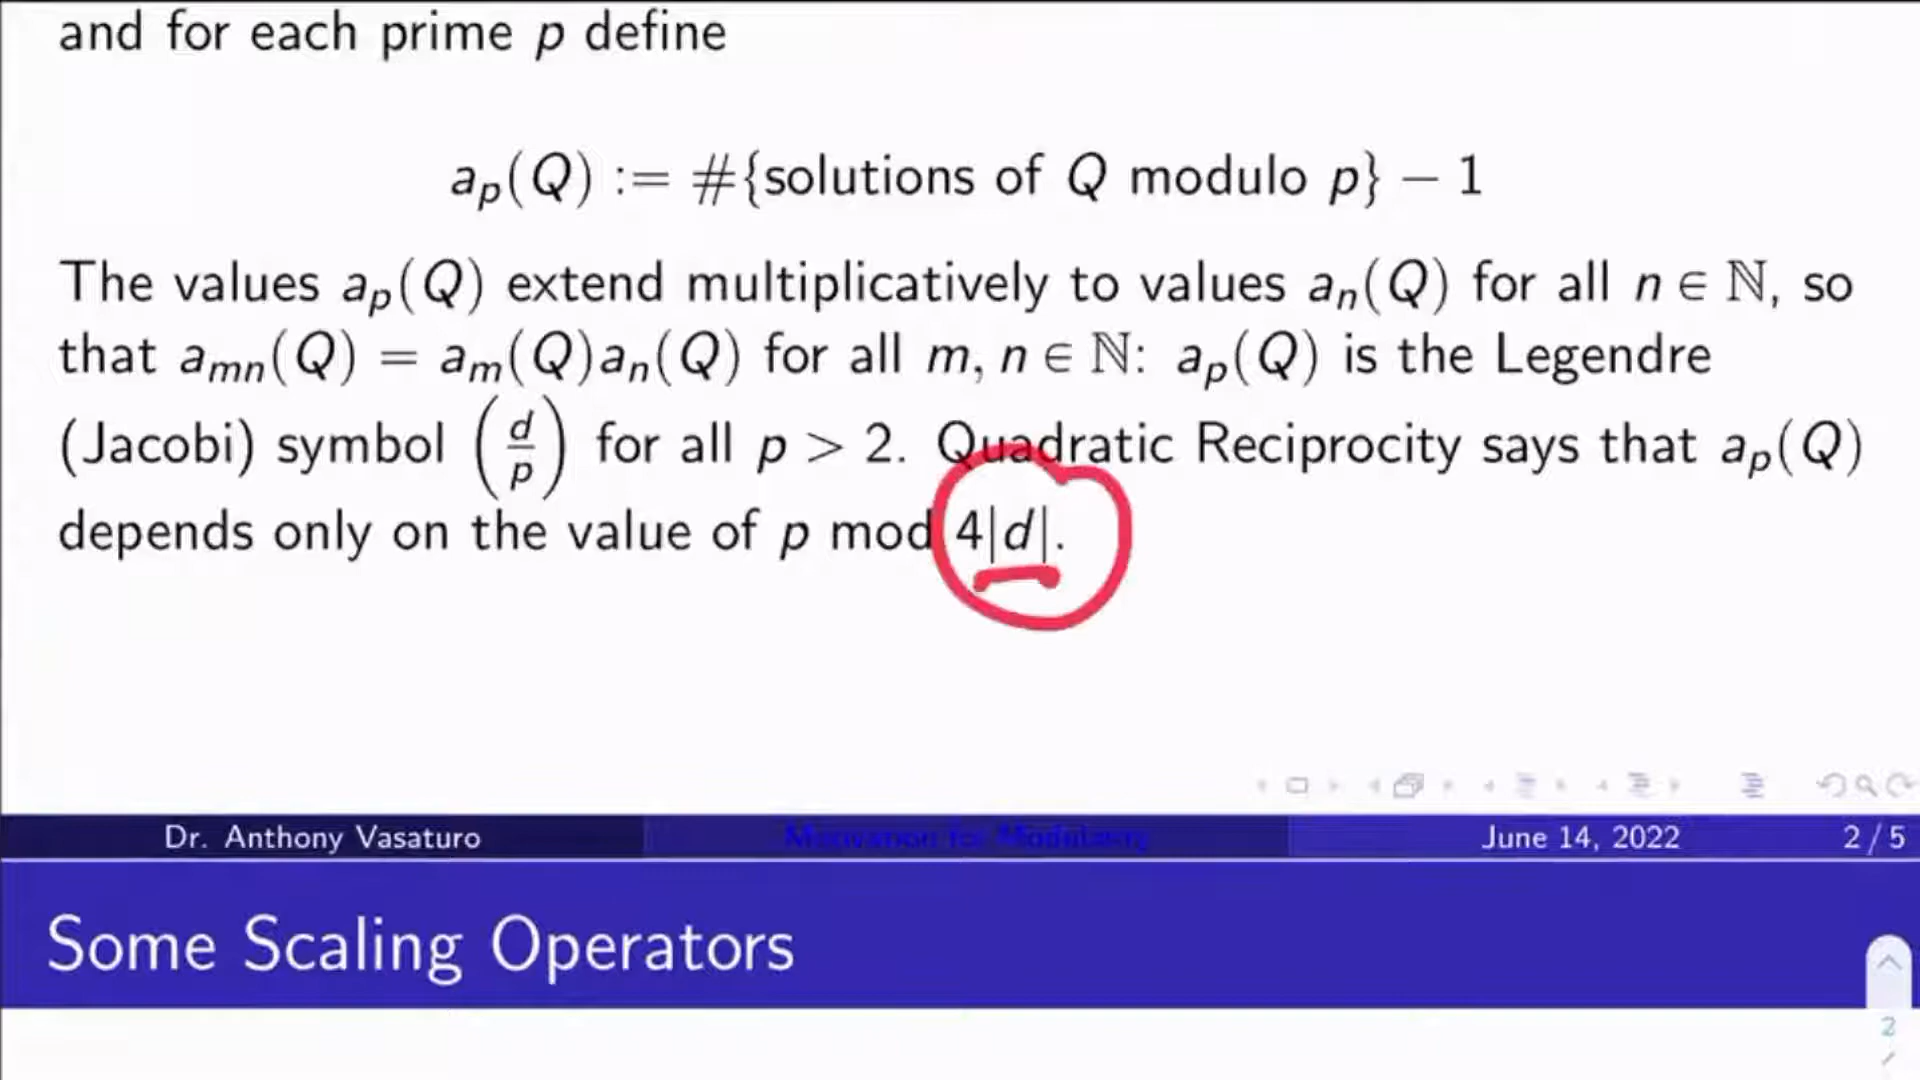 and for each prime p define
a_p(Q) := #{solutions of Q modulo p} − 1
The values a_p(Q) extend multiplicatively to values a_n(Q) for all n ∈ ℕ, so
that a_{mn}(Q) = a_m(Q)a_n(Q) for all m, n ∈ ℕ: a_p(Q) is the Legendre
(Jacobi) symbol (d/p) for all p > 2. Quadratic Reciprocity says that a_p(Q)
depends only on the value of p mod 4|d|.
Dr. Anthony Vasaturo Motivation for Modularity June 14, 2022 2 / 5
Some Scaling Operators
2
/